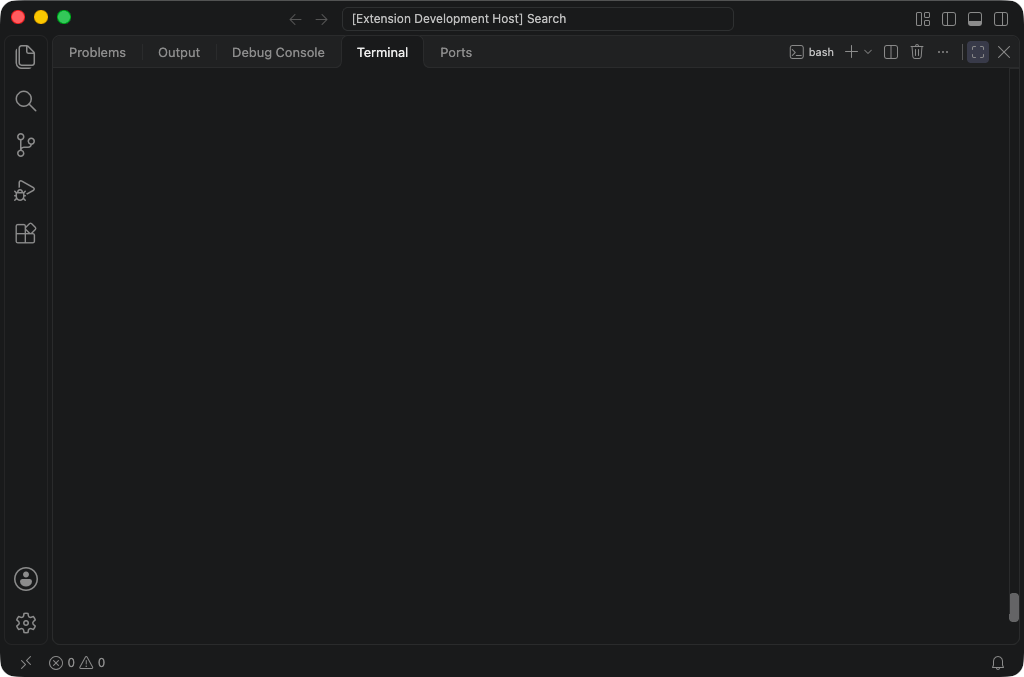 [Extension Development Host] Search
Problems Output Debug Console Terminal Ports bash
0 0